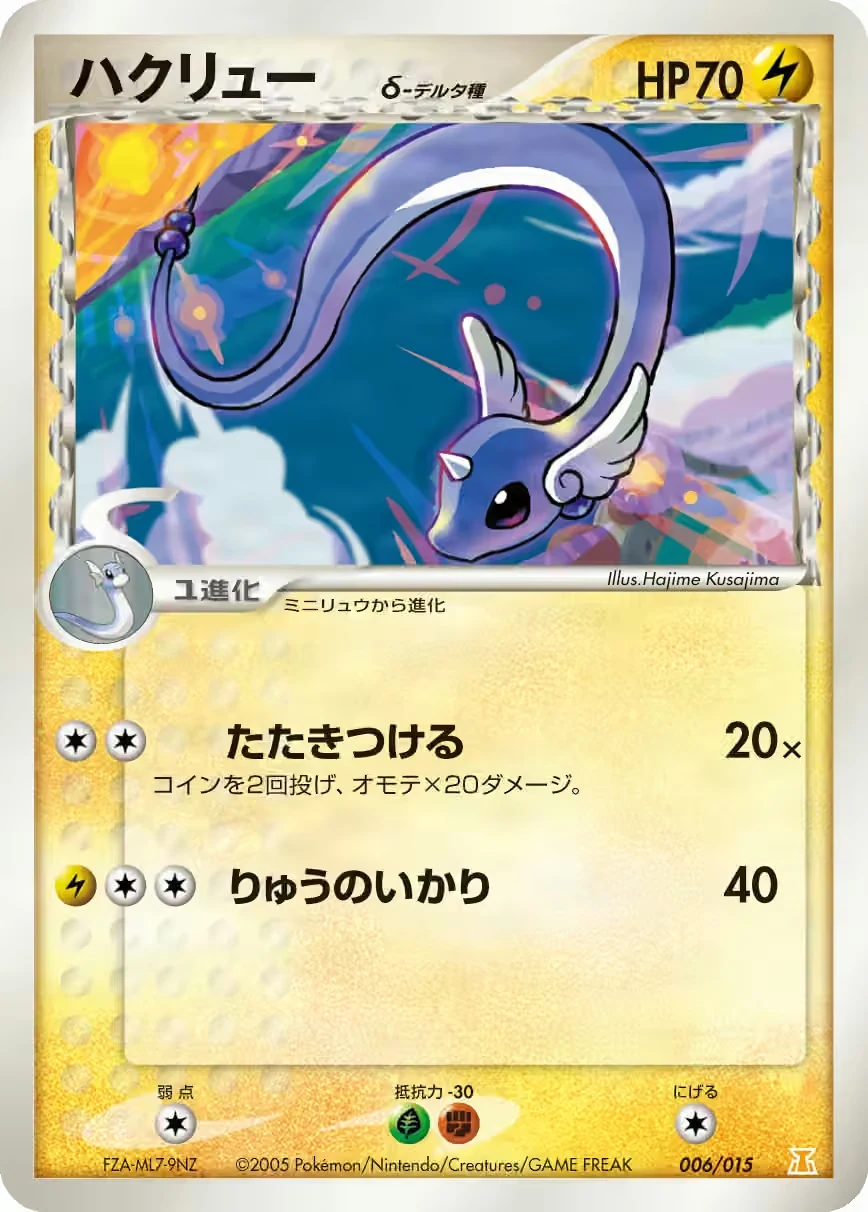 ハクリュー δ-デルタ種 HP70
Illus.Hajime Kusajima
1進化
ミニリュウから進化
たたきつける 20×
コインを2回投げ、オモテ×20ダメージ。
りゅうのいかり 40
弱点 抵抗力 -30 にげる
FZA-ML7-9NZ ©2005 Pokémon/Nintendo/Creatures/GAME FREAK 006/015